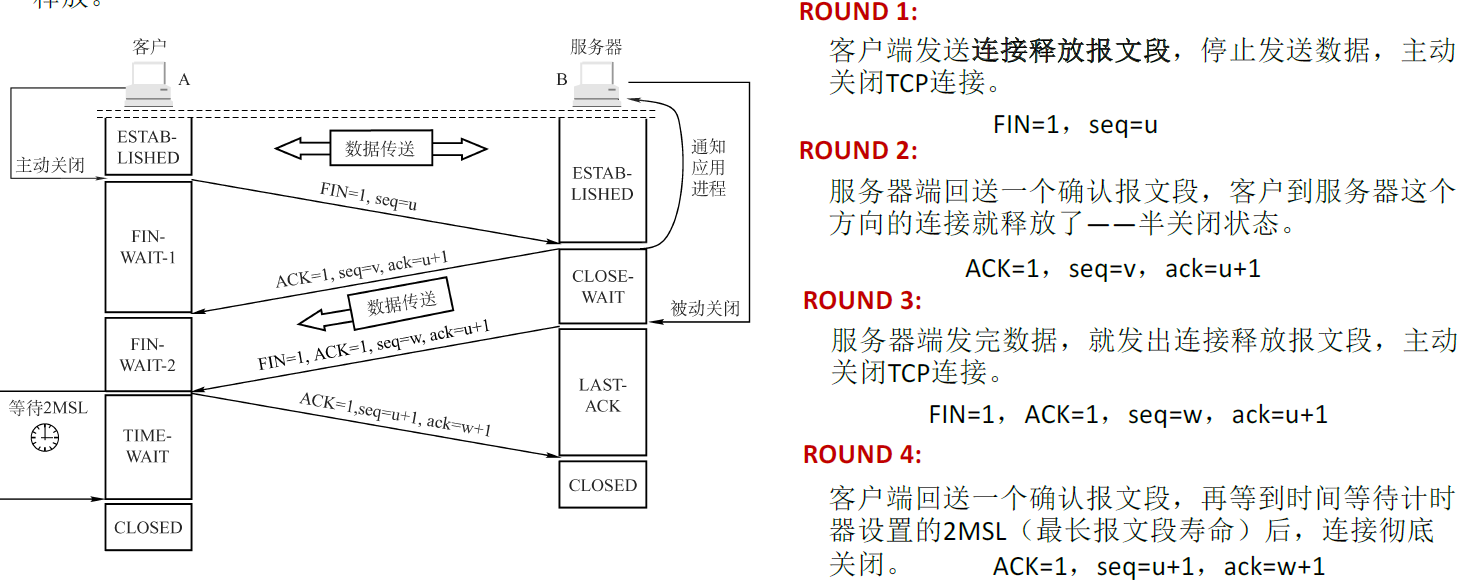 释放。
客户
A
服务器
B
ESTAB-
LISHED
主动关闭
数据传送
ESTAB-
LISHED
通知
应用
进程
FIN=1, seq=u
FIN-
WAIT-1
ACK=1, seq=v, ack=u+1
CLOSE-
WAIT
数据传送
被动关闭
FIN-
WAIT-2
FIN=1, ACK=1, seq=w, ack=u+1
LAST-
ACK
等待2MSL
ACK=1,seq=u+1, ack=w+1
TIME-
WAIT
CLOSED
CLOSED
ROUND 1:
客户端发送连接释放报文段，停止发送数据，主动
关闭TCP连接。
FIN=1，seq=u
ROUND 2:
服务器端回送一个确认报文段，客户到服务器这个
方向的连接就释放了——半关闭状态。
ACK=1，seq=v，ack=u+1
ROUND 3:
服务器端发完数据，就发出连接释放报文段，主动
关闭TCP连接。
FIN=1，ACK=1，seq=w，ack=u+1
ROUND 4:
客户端回送一个确认报文段，再等到时间等待计时
器设置的2MSL（最长报文段寿命）后，连接彻底
关闭。 ACK=1，seq=u+1，ack=w+1